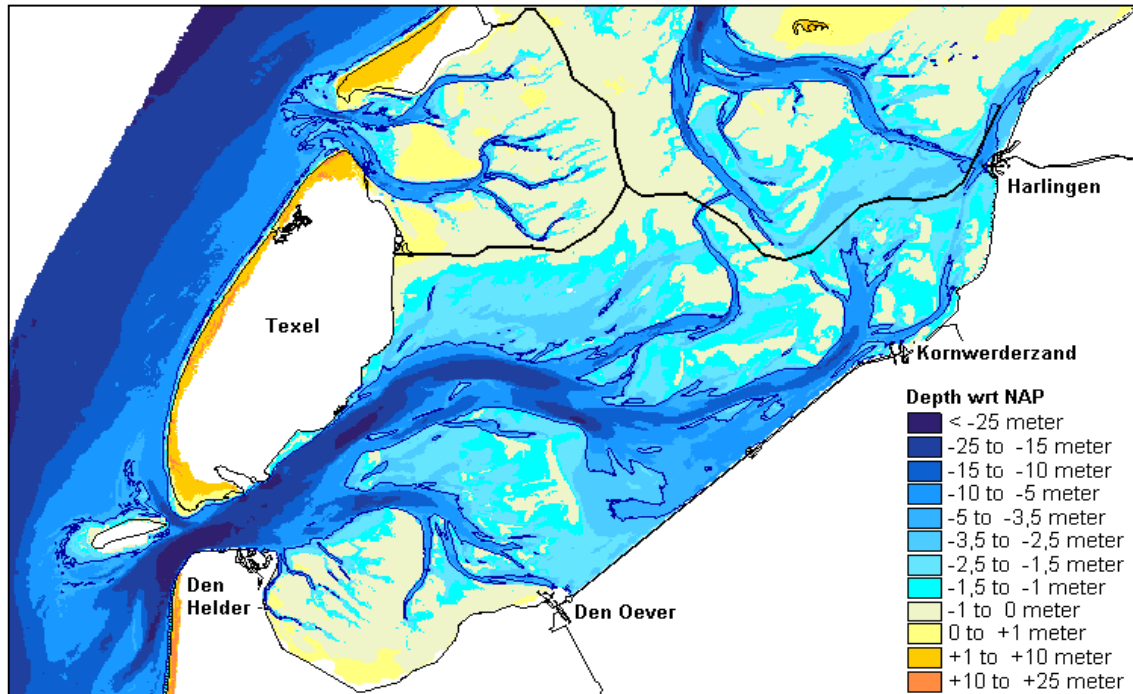 Harlingen
Texel
Kornwerderzand
Depth wrt NAP
< -25 meter
-25 to -15 meter
-15 to -10 meter
-10 to -5 meter
-5 to -3,5 meter
-3,5 to -2,5 meter
-2,5 to -1,5 meter
-1,5 to -1 meter
-1 to 0 meter
0 to +1 meter
+1 to +10 meter
+10 to +25 meter
Den
Helder
Den Oever